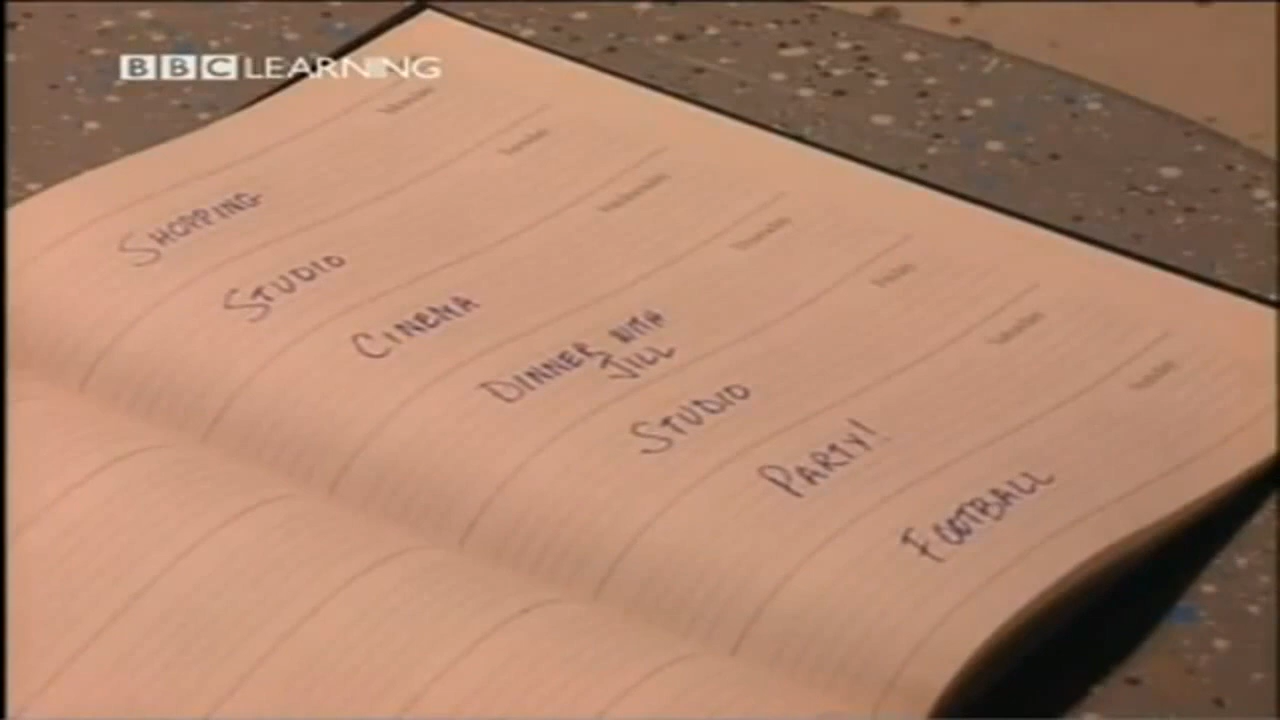 BBC LEARNING
SHOPPING
STUDIO
CINEMA
DINNER WITH
JILL
STUDIO
PARTY!
FOOTBALL